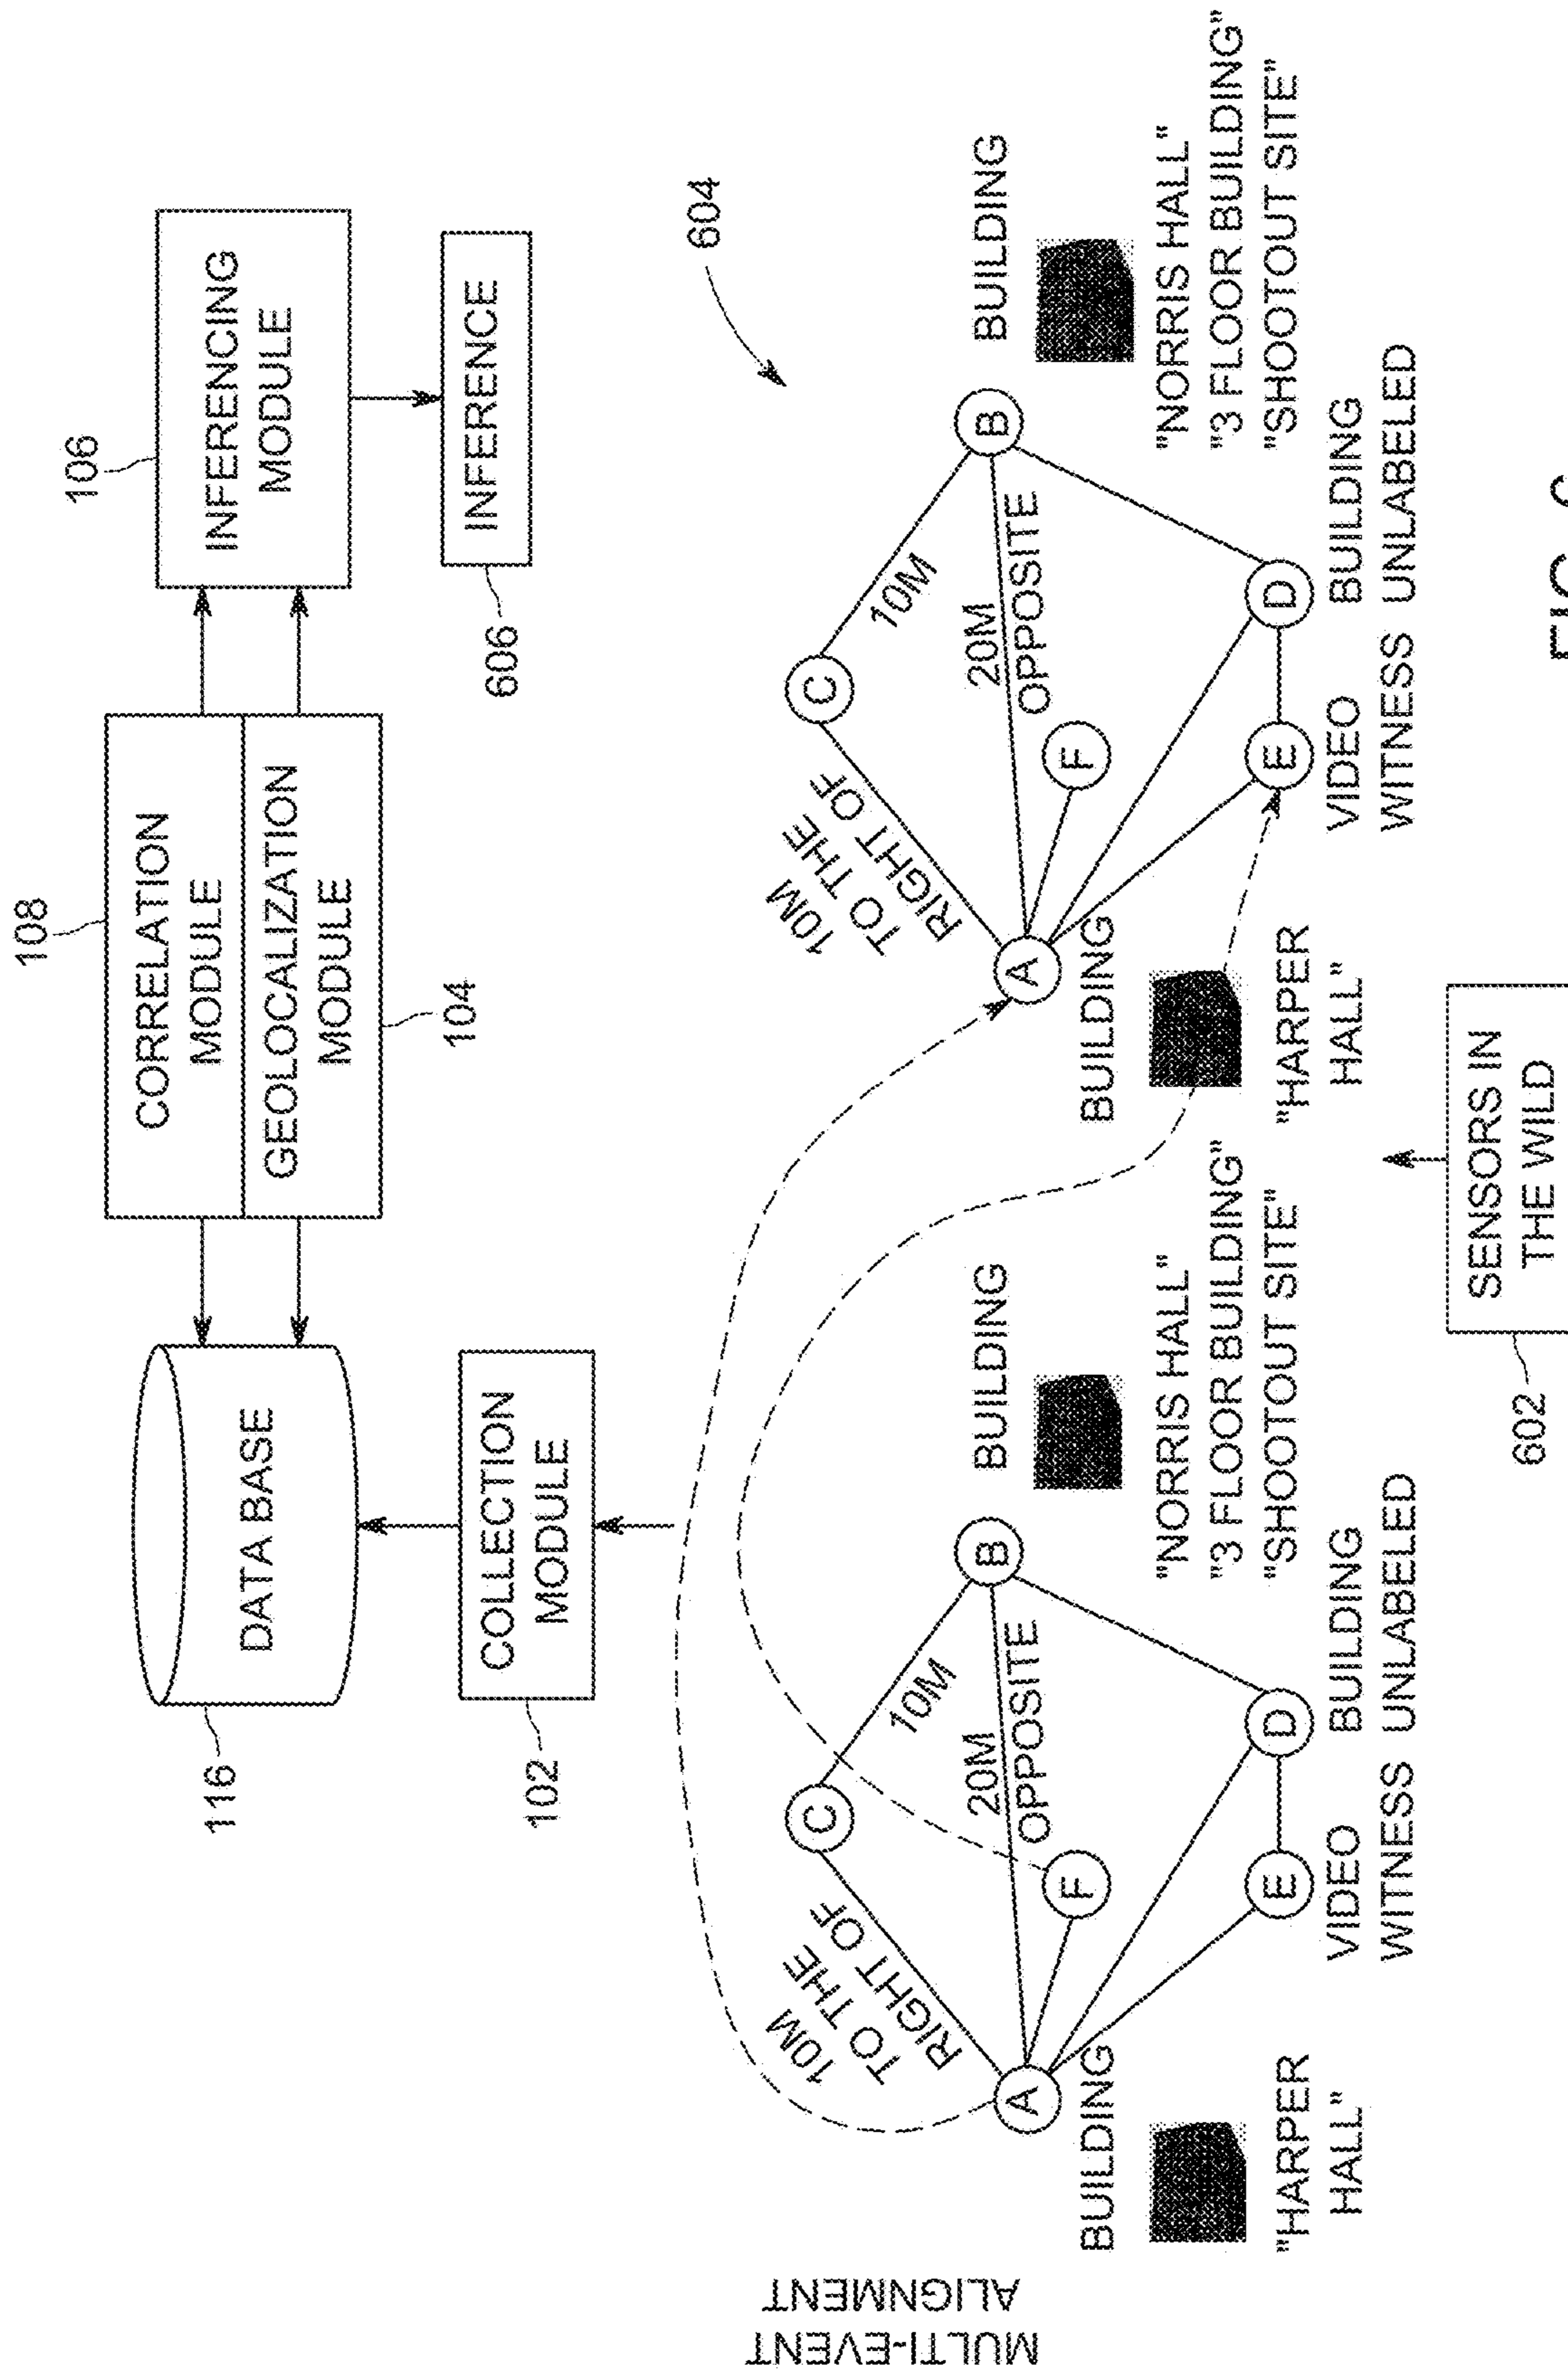 108
CORRELATION
MODULE
GEOLOCALIZATION
MODULE
104
106
INFERENCING
MODULE
INFERENCE
606
116
DATA BASE
COLLECTION
MODULE
102
604
MULTI-EVENT
ALIGNMENT
10M
TO THE
RIGHT OF
C
10M
20M
OPPOSITE
A
F
B
D
E
BUILDING
"HARPER
HALL"
VIDEO
WITNESS
BUILDING
UNLABELED
BUILDING
"NORRIS HALL"
"3 FLOOR BUILDING"
"SHOOTOUT SITE"
10M
TO THE
RIGHT OF
C
10M
20M
OPPOSITE
A
F
B
D
E
BUILDING
"HARPER
HALL"
VIDEO
WITNESS
BUILDING
UNLABELED
BUILDING
"NORRIS HALL"
"3 FLOOR BUILDING"
"SHOOTOUT SITE"
SENSORS IN
THE WILD
602